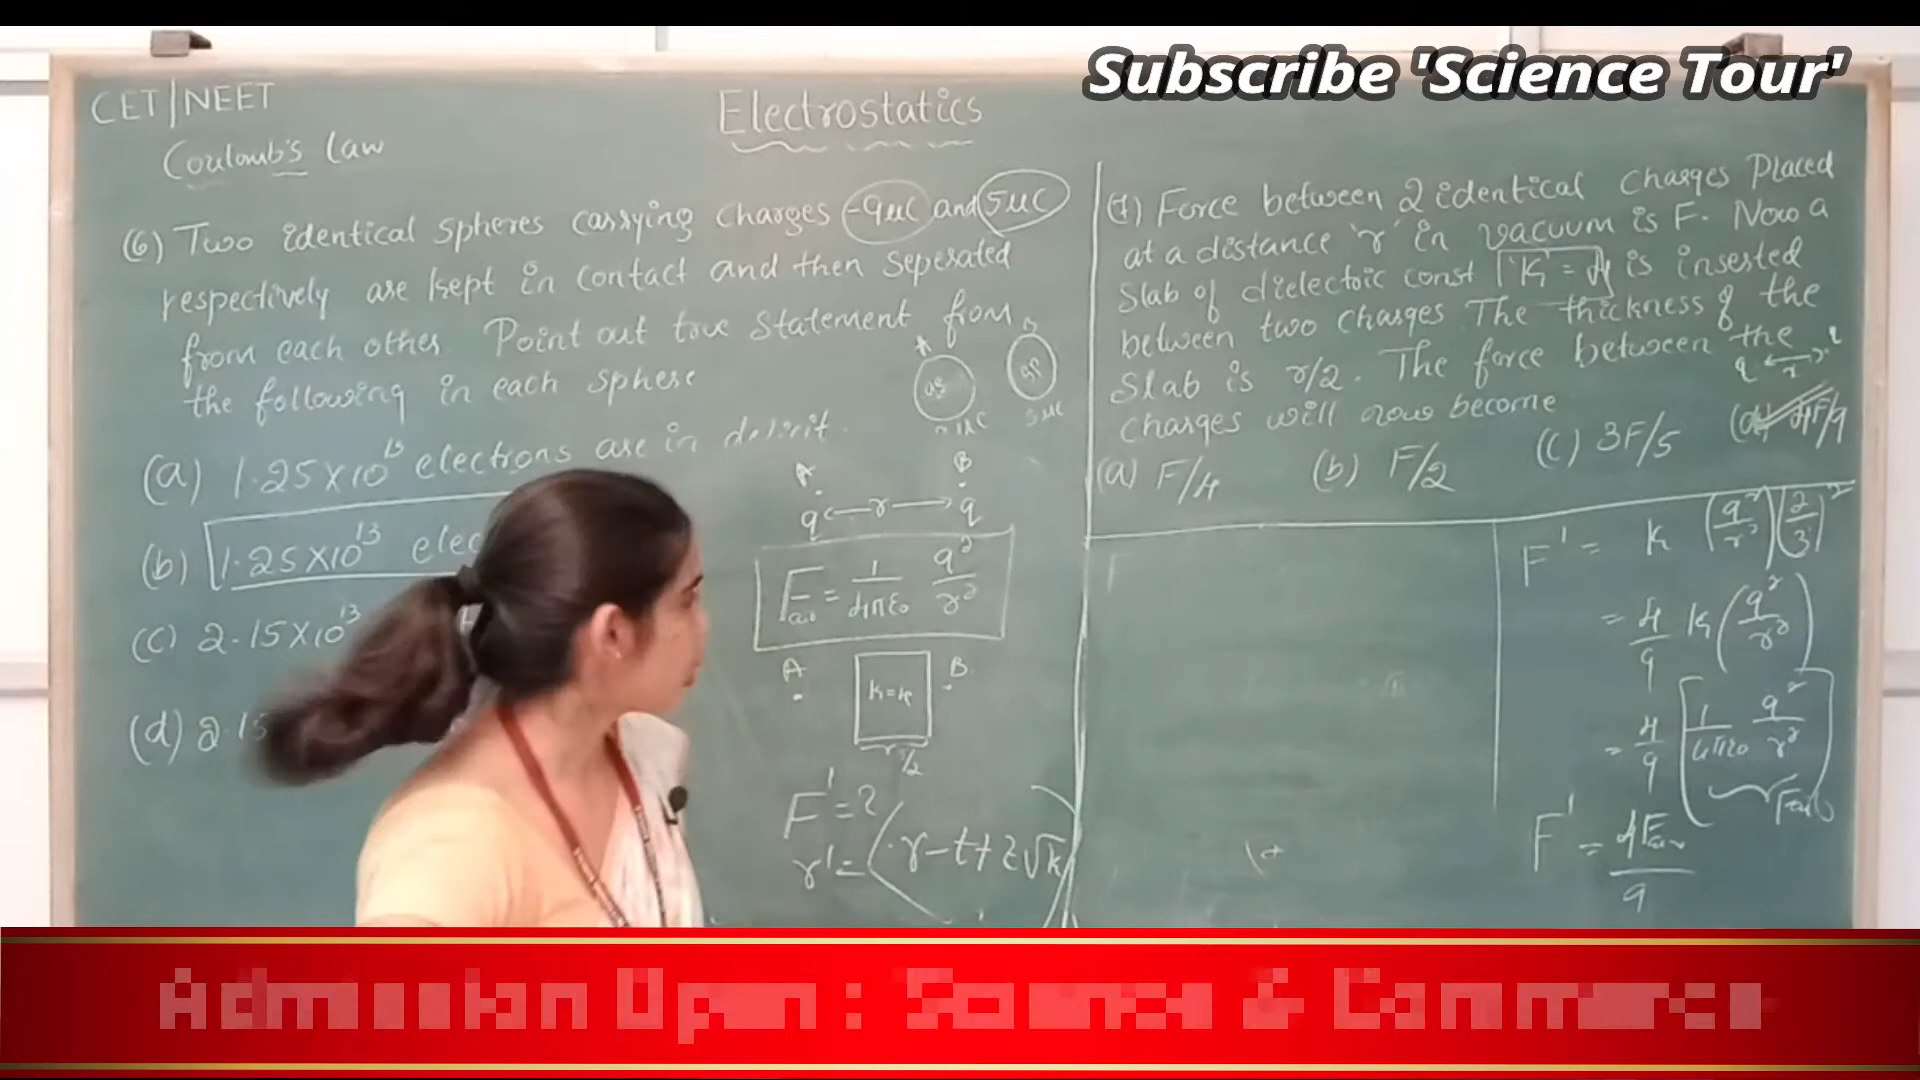 Subscribe 'Science Tour'
CET/NEET
Electrostatics
Coulomb's Law
(6) Two identical spheres carrying charges -9μC and 5μC
respectively are kept in contact and then seperated
from each other. Point out true statement from
the following in each sphere
(a) 1.25×10¹³ electrons are in deficit.
(b) 1.25×10¹³ elec
(c) 2.15×10¹³
(d) 2.15
A B
q ←r→ q
F = 1/4πε₀ q²/r²
A K=4 B
r/2
F' = ?
r' = (r-t+t√k
(7) Force between 2 identical charges Placed
at a distance 'r' in vacuum is F. Now a
Slab of dielectric const 'K' = 4 is inserted
between two charges. The thickness of the
Slab is r/2. The force between the
charges will now become
(a) F/4 (b) F/2 (c) 3F/5 (d) 4F/9
F' = k (q²/r²)(2/3)²
= 4/9 k (q²/r²)
= 4/9 [1/4πε₀ q²/r²]
F' = 4Fair/9
Admission Open : Science & Commerce